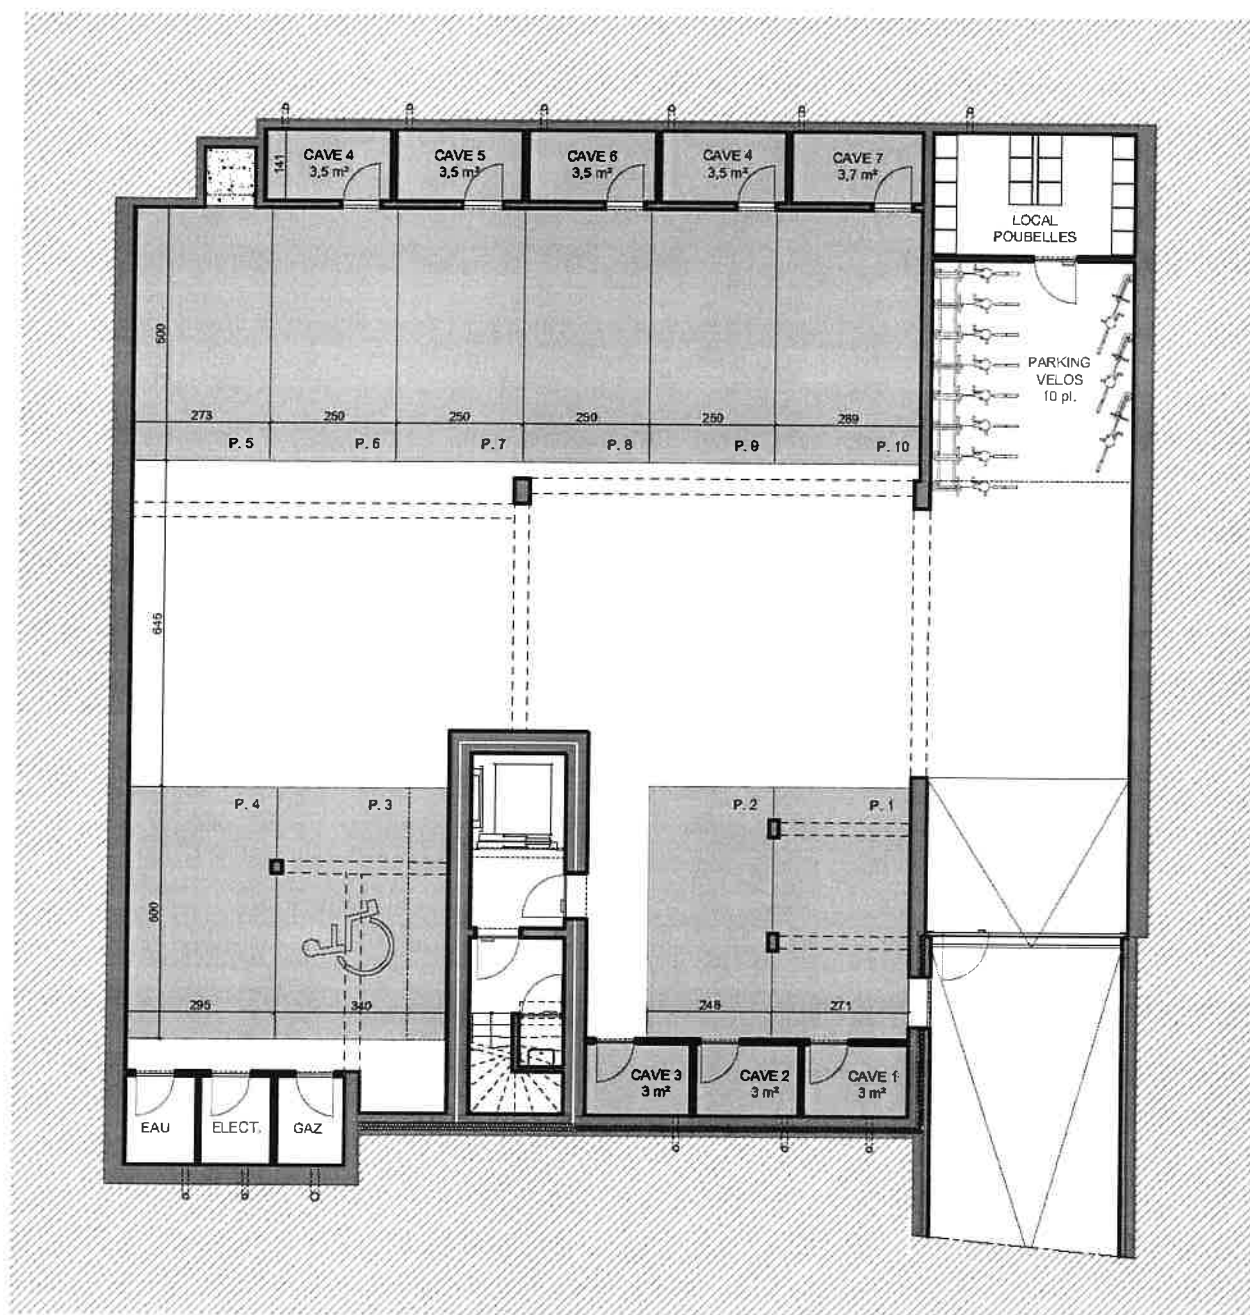 CAVE 4
3,5 m²
CAVE 5
3,5 m²
CAVE 6
3,5 m²
CAVE 4
3,5 m²
CAVE 7
3,7 m²
141
LOCAL
POUBELLES
PARKING
VELOS
10 pl.
500
273
250
250
250
250
289
P. 5
P. 6
P. 7
P. 8
P. 9
P. 10
645
P. 4
P. 3
P. 2
P. 1
600
295
340
248
271
CAVE 3
3 m²
CAVE 2
3 m²
CAVE 1
3 m²
EAU
ELECT.
GAZ